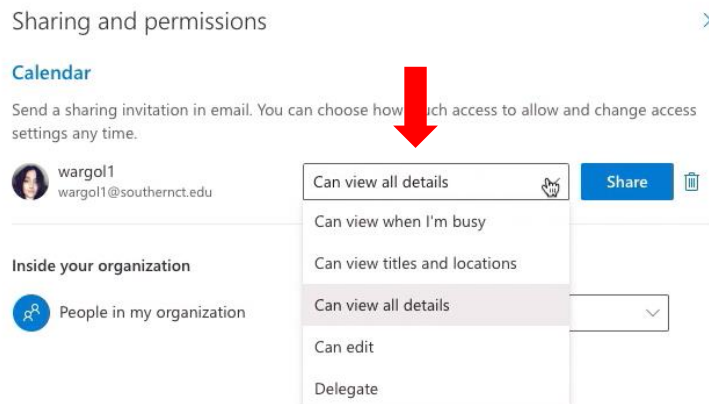 Sharing and permissions
Calendar
Send a sharing invitation in email. You can choose how uch access to allow and change access
settings any time.
wargol1
wargol1@southernct.edu
Can view all details
Share
Can view when I'm busy
Inside your organization
Can view titles and locations
People in my organization
Can view all details
Can edit
Delegate